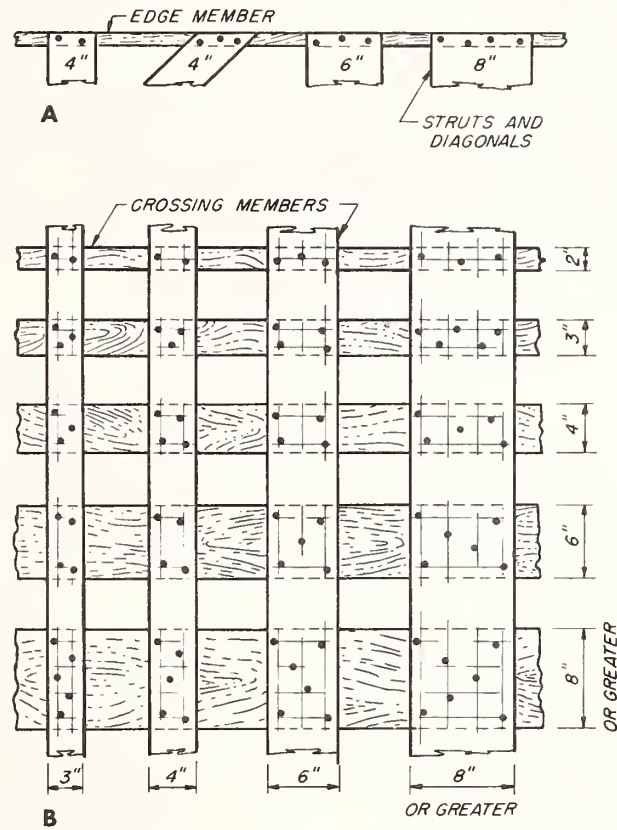 EDGE MEMBER
4"
4"
6"
8"
A
STRUTS AND
DIAGONALS
CROSSING MEMBERS
2"
3"
4"
6"
8"
OR GREATER
3"
4"
6"
8"
OR GREATER
B